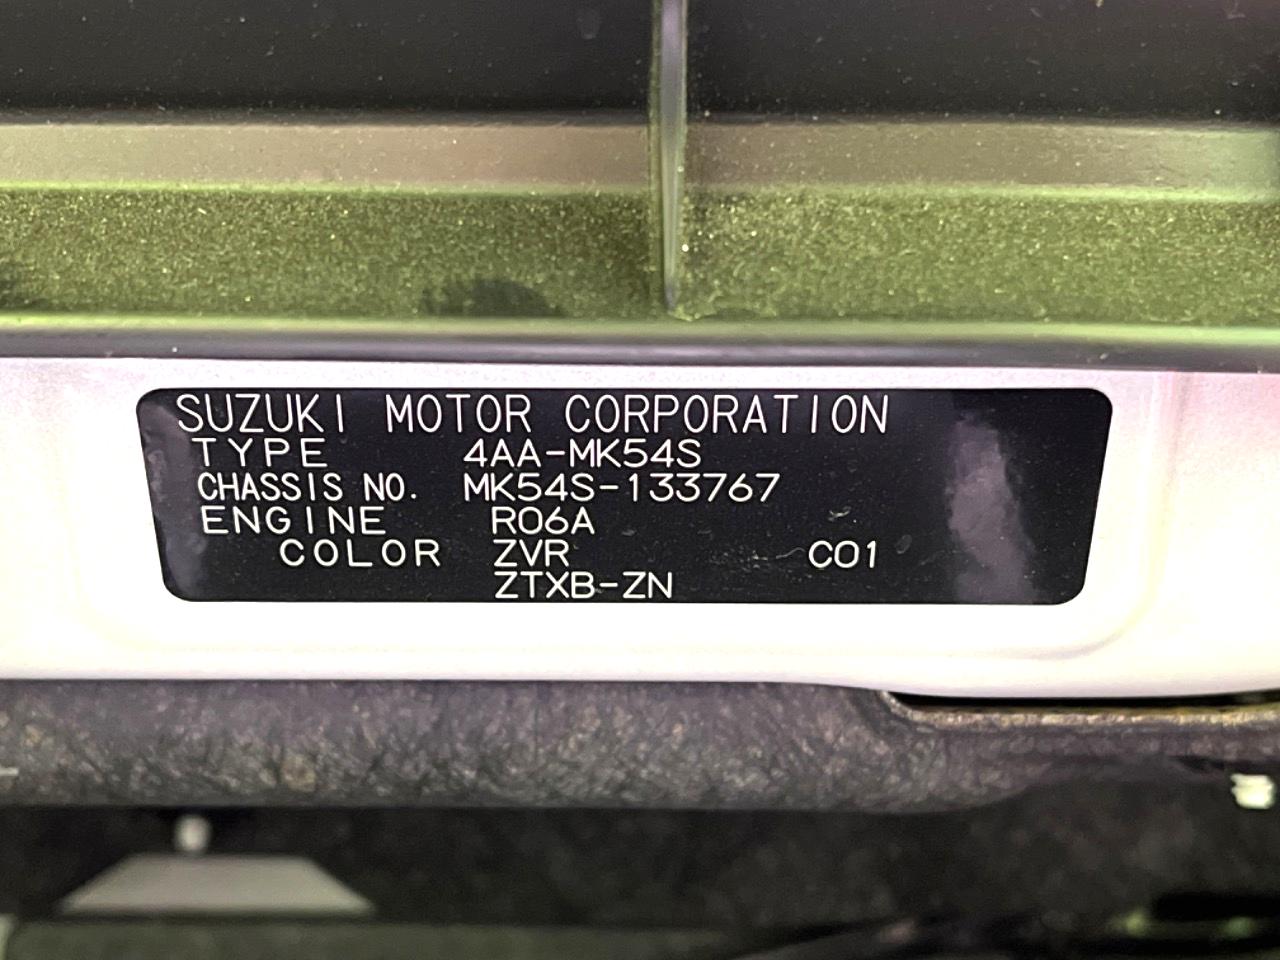 SUZUKI MOTOR CORPORATION
TYPE 4AA-MK54S
CHASSIS NO. MK54S-133767
ENGINE R06A
COLOR ZVR C01
ZTXB-ZN